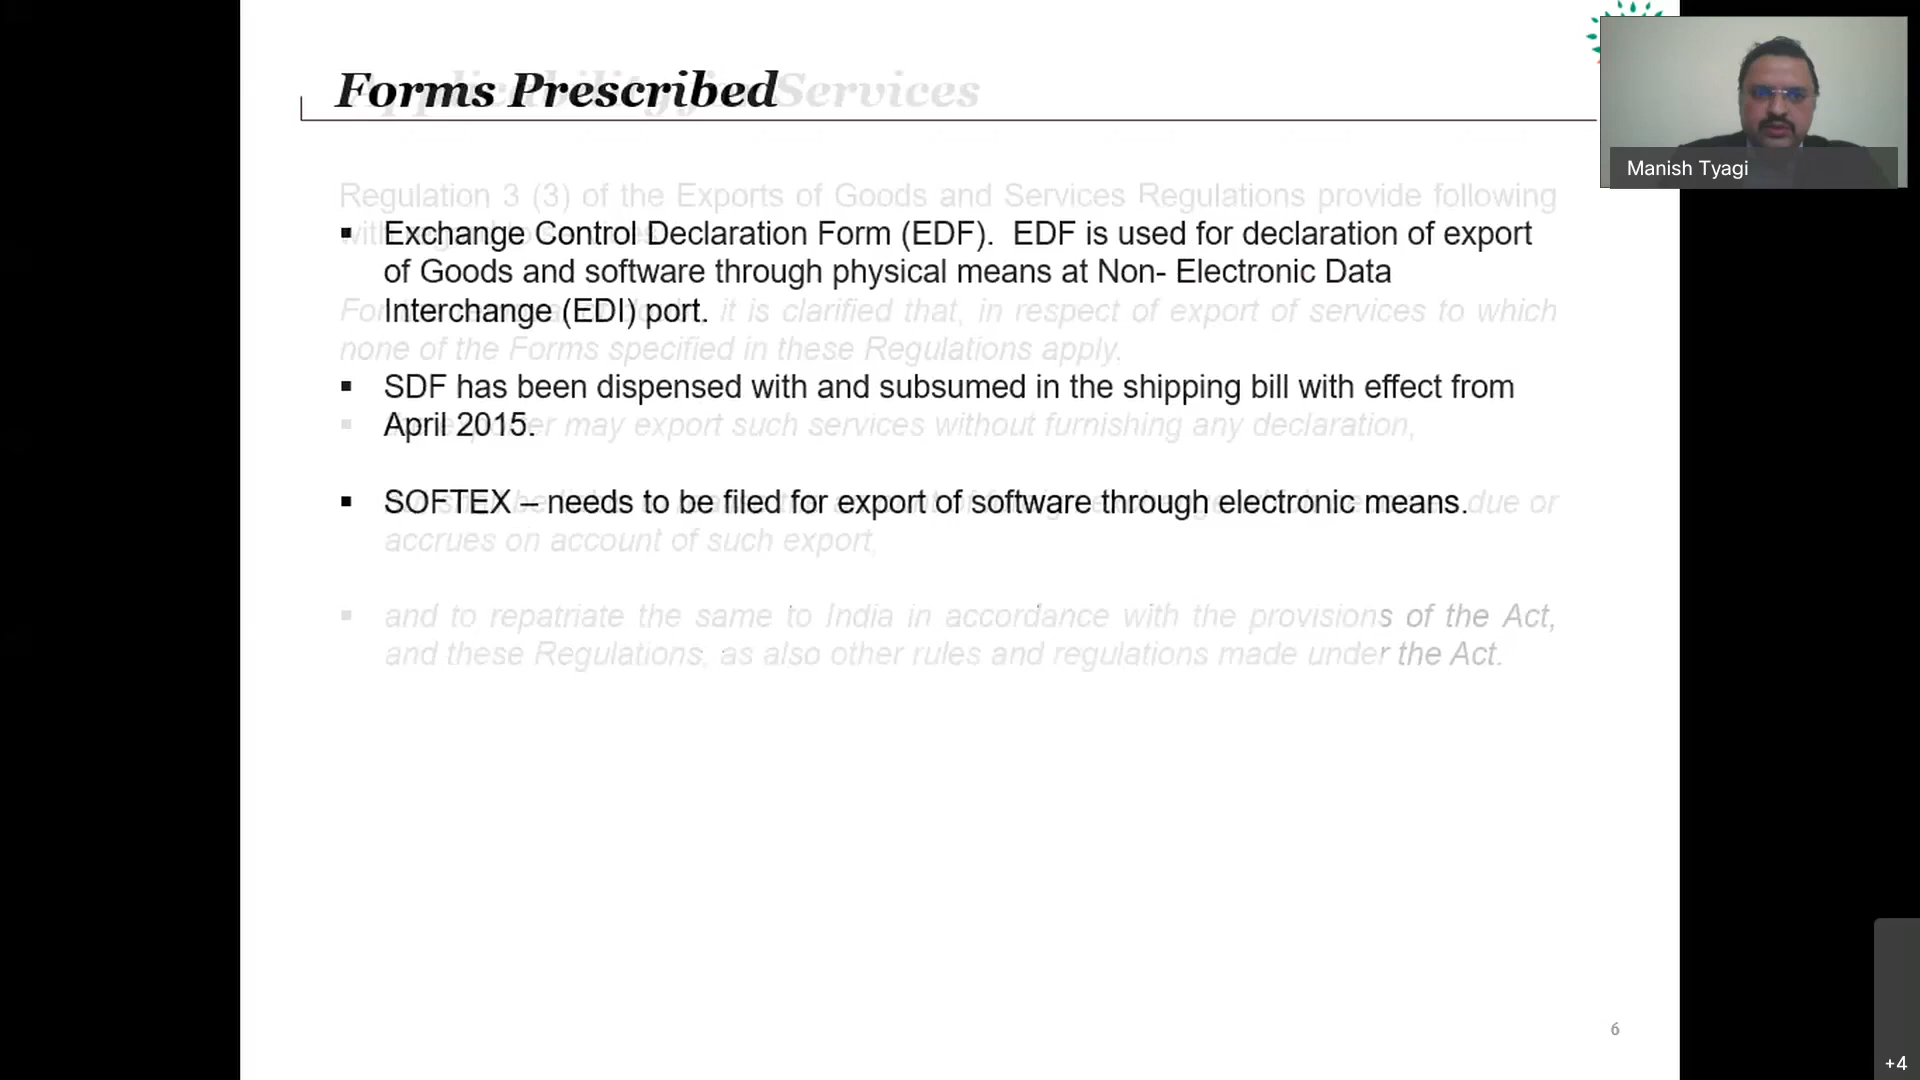 Forms Prescribed
Services
Regulation 3 (3) of the Exports of Goods and Services Regulations provide following
▪ Exchange Control Declaration Form (EDF). EDF is used for declaration of export
of Goods and software through physical means at Non- Electronic Data
Interchange (EDI) port.
it is clarified that, in respect of export of services to which
none of the Forms specified in these Regulations apply.
▪ SDF has been dispensed with and subsumed in the shipping bill with effect from
April 2015.
may export such services without furnishing any declaration,
▪ SOFTEX – needs to be filed for export of software through electronic means.
due or
accrues on account of such export,
▪ and to repatriate the same to India in accordance with the provisions of the Act,
and these Regulations, as also other rules and regulations made under the Act.
6
Manish Tyagi
+4